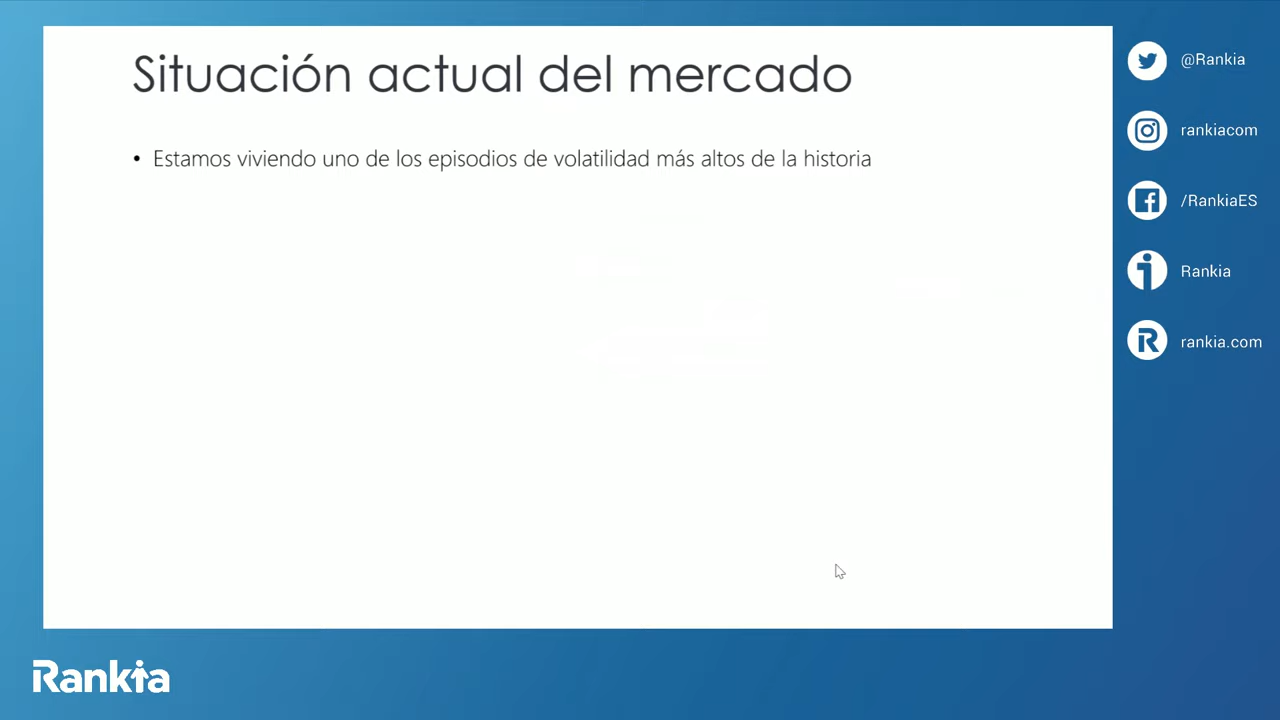 Situación actual del mercado
• Estamos viviendo uno de los episodios de volatilidad más altos de la historia
@Rankia
rankiacom
/RankiaES
Rankia
rankia.com
Rankia